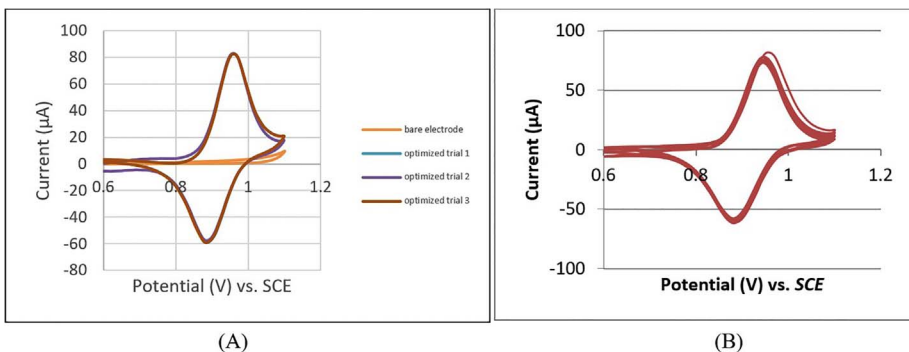 100
80
60
40
20
0
-20
-40
-60
-80
0.6
0.8
1
1.2
Current (µA)
Potential (V) vs. SCE
bare electrode
optimized trial 1
optimized trial 2
optimized trial 3
(A)
100
50
0
-50
-100
0.6
0.8
1
1.2
Current (µA)
Potential (V) vs. SCE
(B)